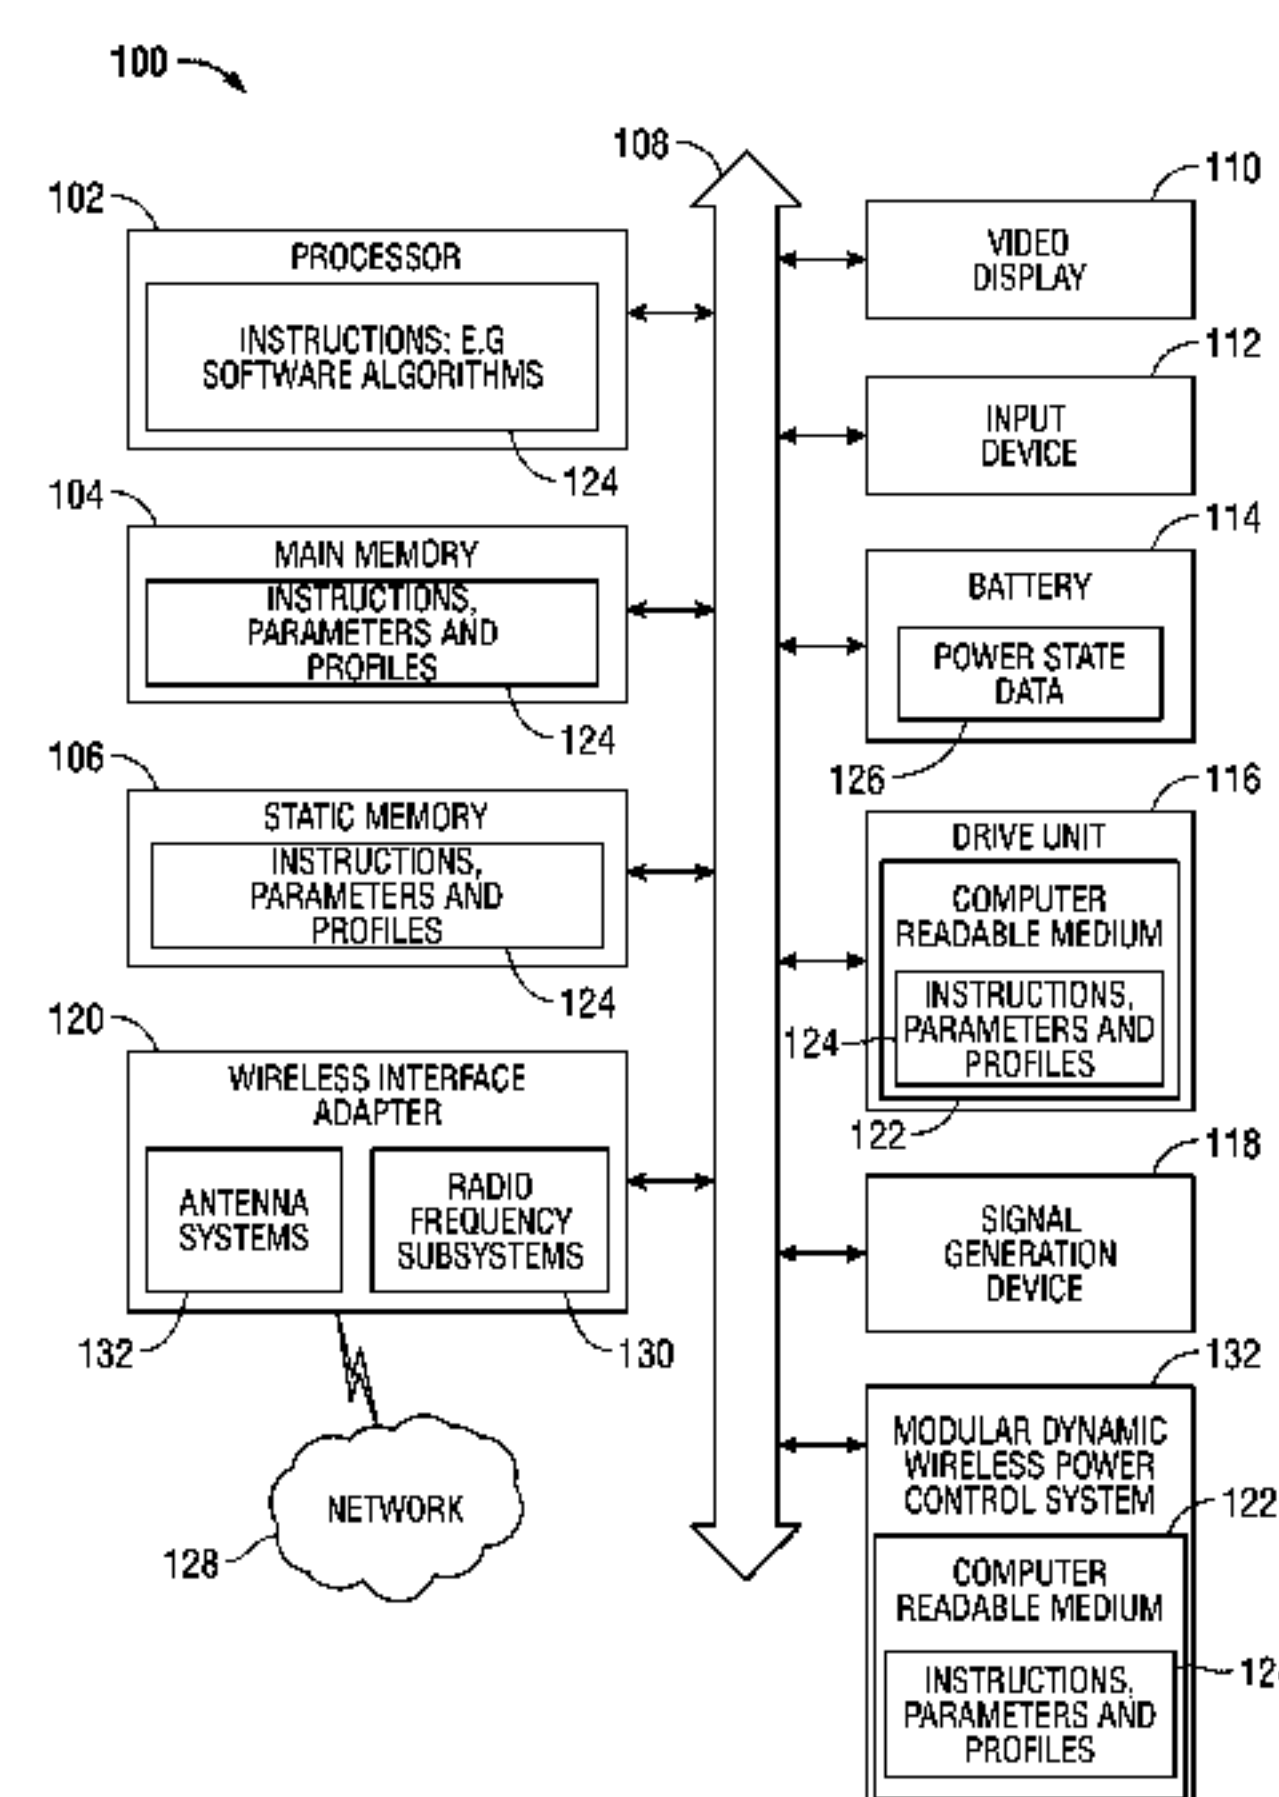 100
108
102
PROCESSOR
INSTRUCTIONS: E.G
SOFTWARE ALGORITHMS
124
104
MAIN MEMORY
INSTRUCTIONS,
PARAMETERS AND
PROFILES
124
106
STATIC MEMORY
INSTRUCTIONS,
PARAMETERS AND
PROFILES
124
120
WIRELESS INTERFACE
ADAPTER
ANTENNA
SYSTEMS
RADIO
FREQUENCY
SUBSYSTEMS
132
130
NETWORK
128
110
VIDEO
DISPLAY
112
INPUT
DEVICE
114
BATTERY
POWER STATE
DATA
126
116
DRIVE UNIT
COMPUTER
READABLE MEDIUM
INSTRUCTIONS,
PARAMETERS AND
PROFILES
124
122
118
SIGNAL
GENERATION
DEVICE
132
MODULAR DYNAMIC
WIRELESS POWER
CONTROL SYSTEM
122
COMPUTER
READABLE MEDIUM
INSTRUCTIONS,
PARAMETERS AND
PROFILES